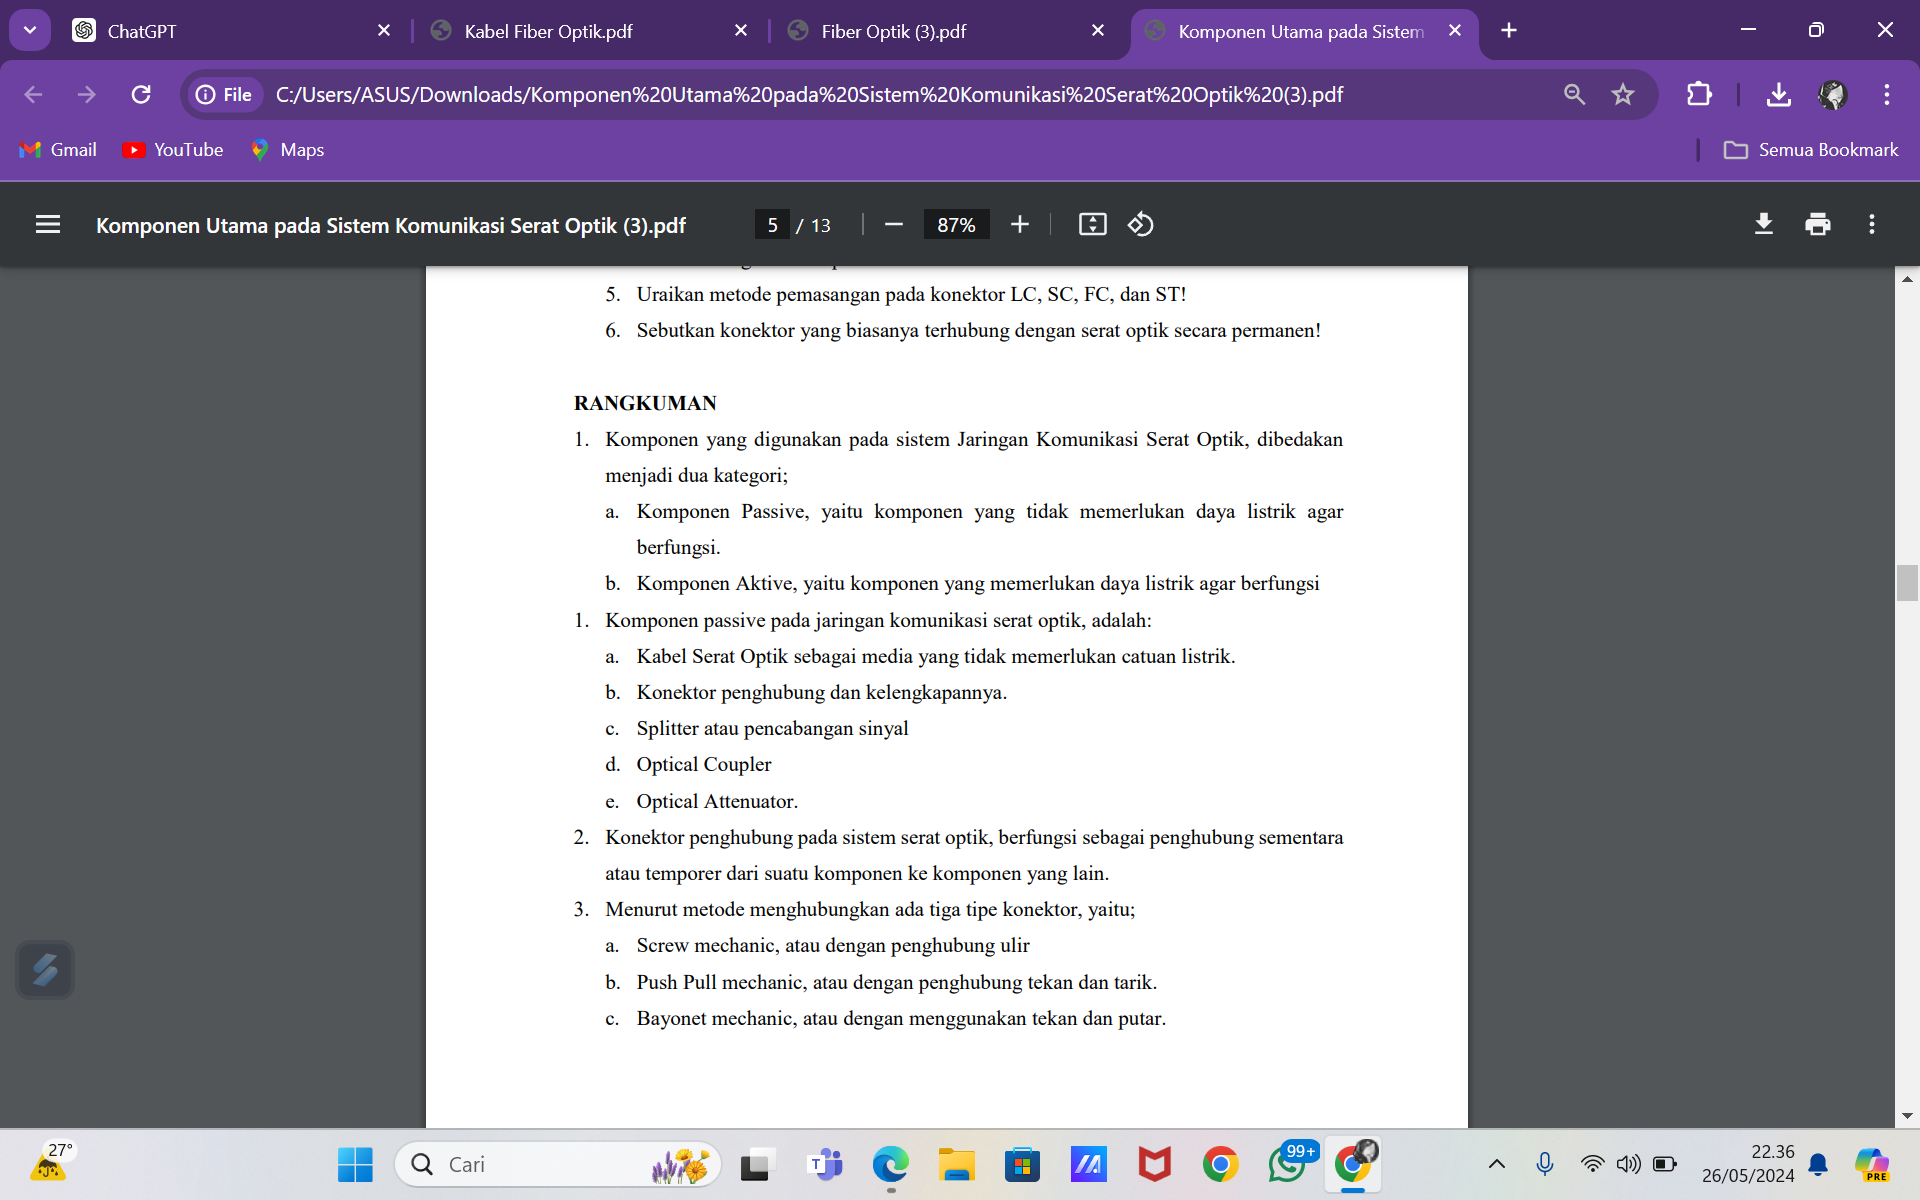 ChatGPT
Kabel Fiber Optik.pdf
Fiber Optik (3).pdf
Komponen Utama pada Sistem
File
C:/Users/ASUS/Downloads/Komponen%20Utama%20pada%20Sistem%20Komunikasi%20Serat%20Optik%20(3).pdf
Gmail
YouTube
Maps
Semua Bookmark
Komponen Utama pada Sistem Komunikasi Serat Optik (3).pdf
5 / 13
87%
5. Uraikan metode pemasangan pada konektor LC, SC, FC, dan ST!
6. Sebutkan konektor yang biasanya terhubung dengan serat optik secara permanen!
RANGKUMAN
1. Komponen yang digunakan pada sistem Jaringan Komunikasi Serat Optik, dibedakan
menjadi dua kategori;
a. Komponen Passive, yaitu komponen yang tidak memerlukan daya listrik agar
berfungsi.
b. Komponen Aktive, yaitu komponen yang memerlukan daya listrik agar berfungsi
1. Komponen passive pada jaringan komunikasi serat optik, adalah:
a. Kabel Serat Optik sebagai media yang tidak memerlukan catuan listrik.
b. Konektor penghubung dan kelengkapannya.
c. Splitter atau pencabangan sinyal
d. Optical Coupler
e. Optical Attenuator.
2. Konektor penghubung pada sistem serat optik, berfungsi sebagai penghubung sementara
atau temporer dari suatu komponen ke komponen yang lain.
3. Menurut metode menghubungkan ada tiga tipe konektor, yaitu;
a. Screw mechanic, atau dengan penghubung ulir
b. Push Pull mechanic, atau dengan penghubung tekan dan tarik.
c. Bayonet mechanic, atau dengan menggunakan tekan dan putar.
27°
Cari
99+
22.36
26/05/2024
PRE